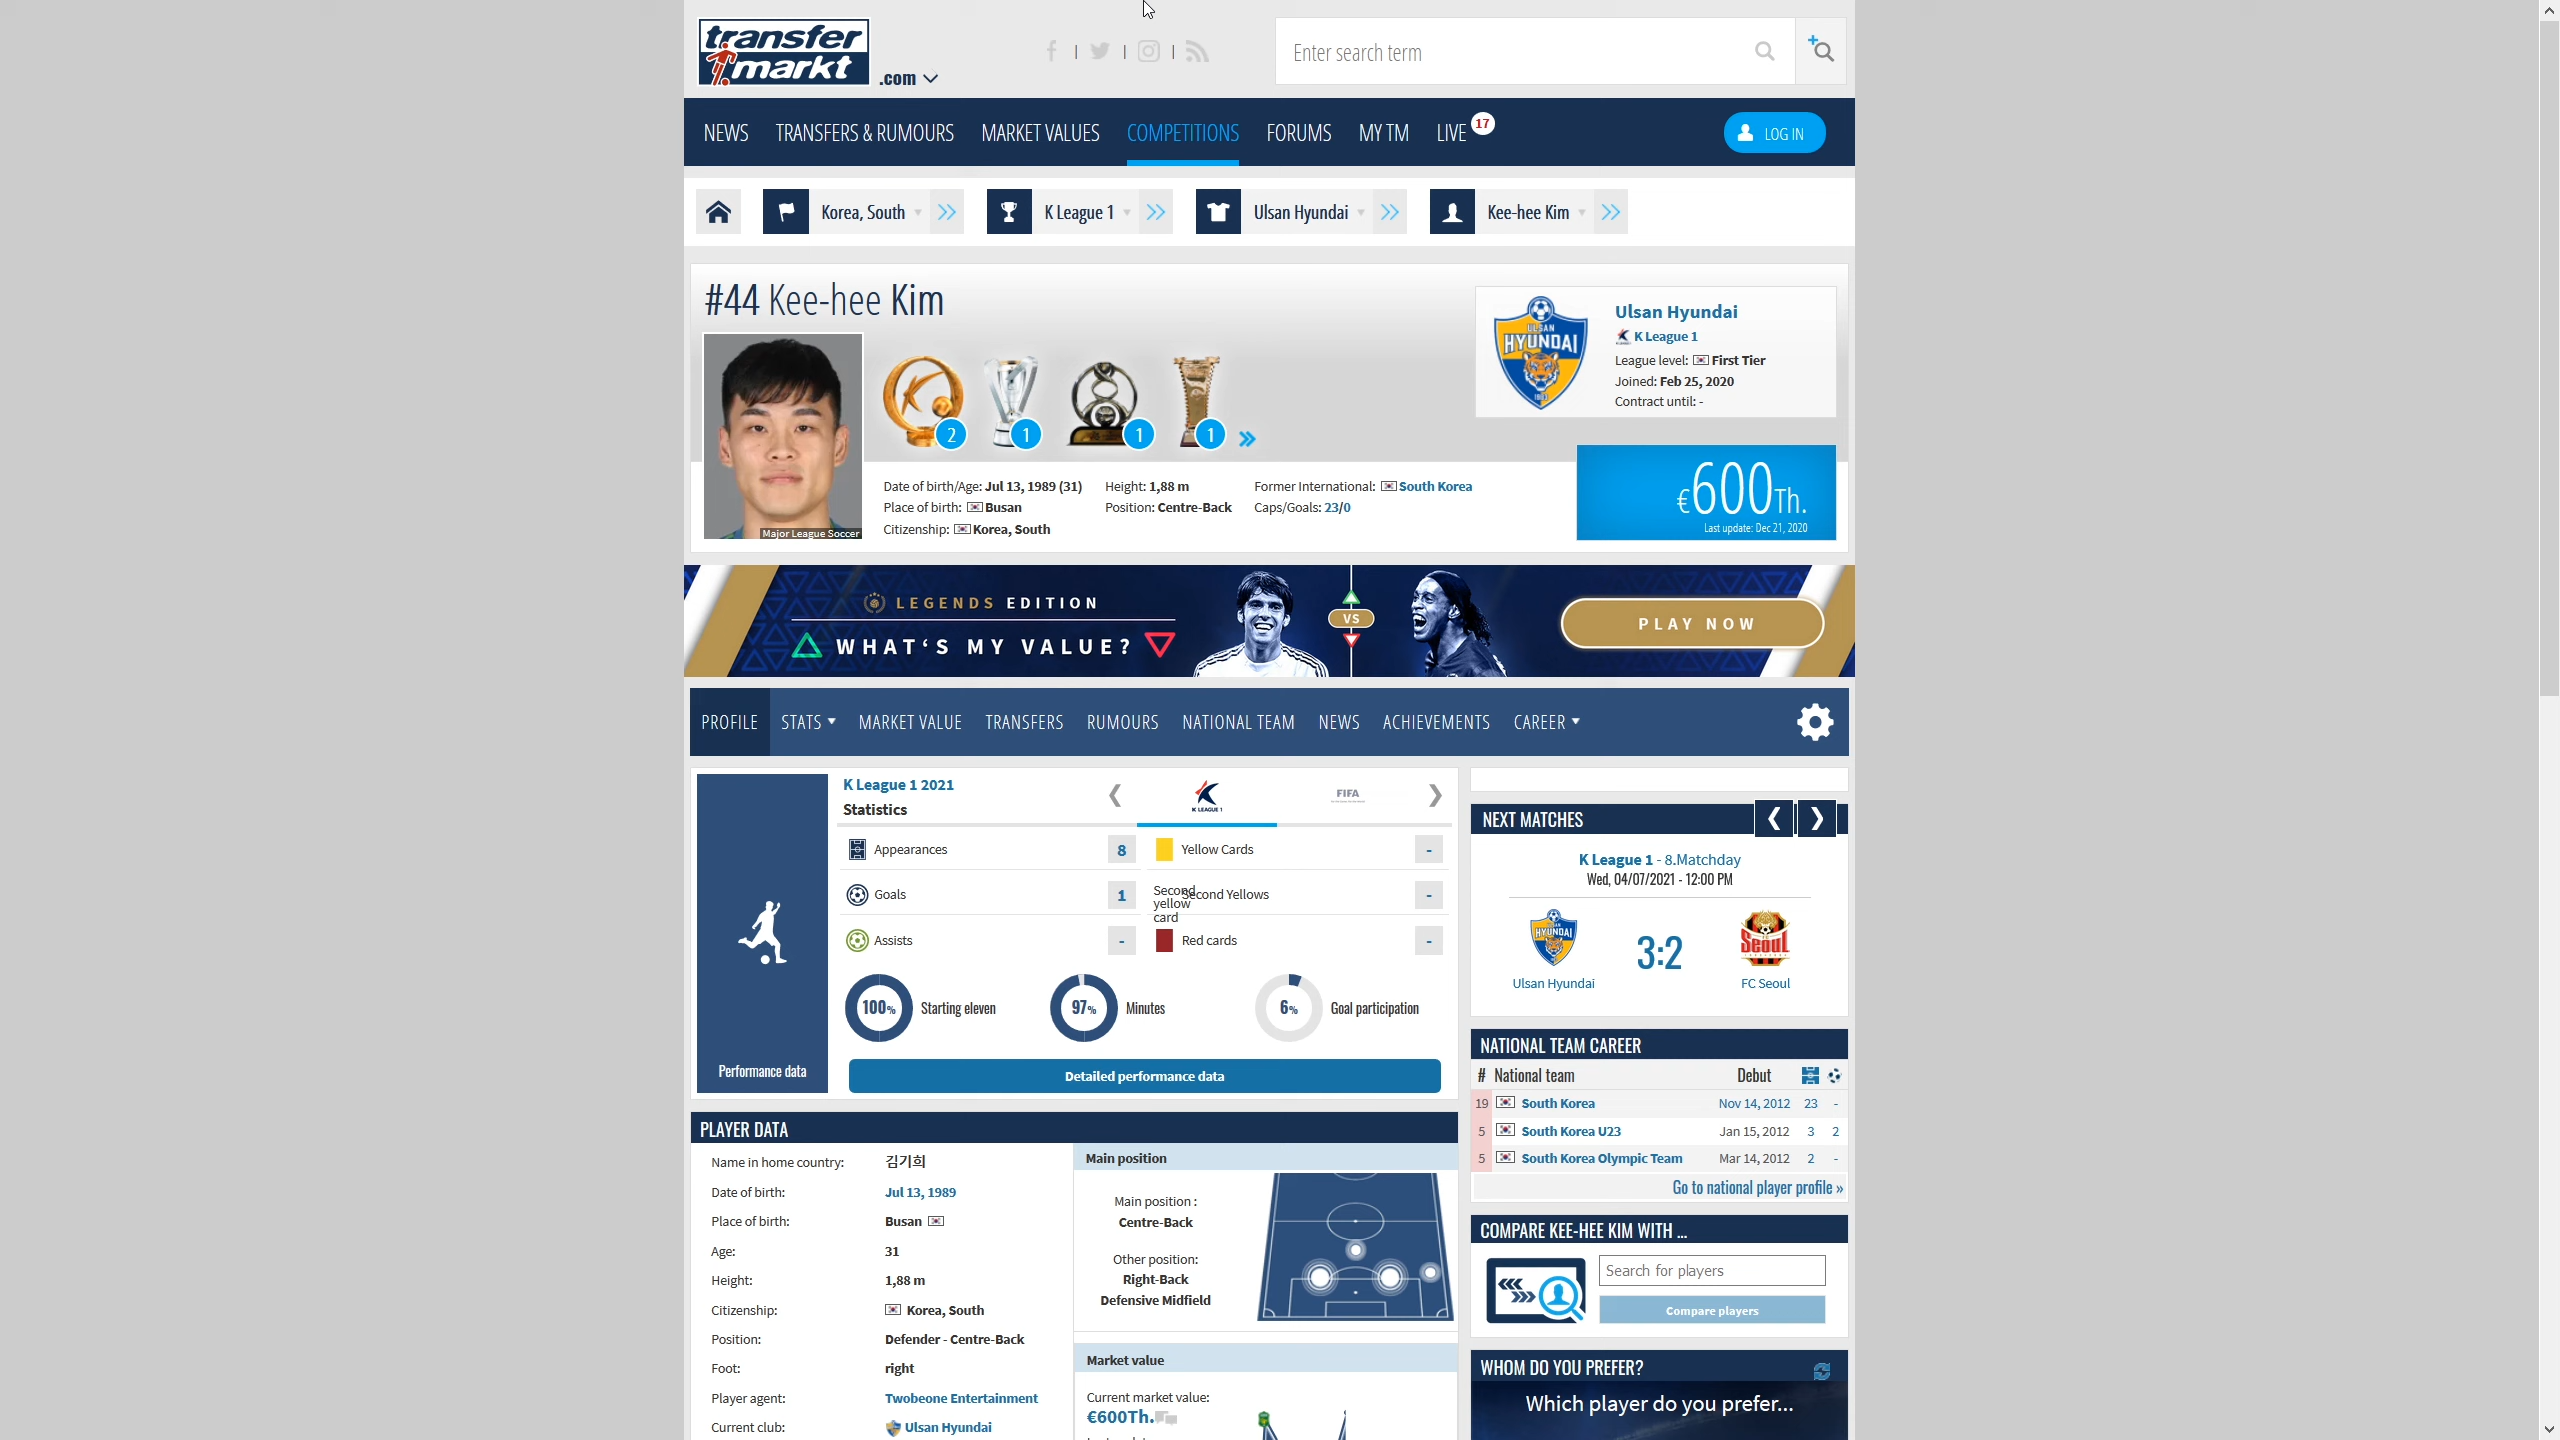 transfer
markt
.com
Enter search term
NEWS TRANSFERS & RUMOURS MARKET VALUES COMPETITIONS FORUMS MY TM LIVE 17 LOG IN
Korea, South K League 1 Ulsan Hyundai Kee-hee Kim
#44 Kee-hee Kim
Major League Soccer
2 1 1 1
ULSAN
HYUNDAI
Ulsan Hyundai
K League 1
League level: First Tier
Joined: Feb 25, 2020
Contract until: -
Date of birth/Age: Jul 13, 1989 (31)
Place of birth: Busan
Citizenship: Korea, South
Height: 1,88 m
Position: Centre-Back
Former International: South Korea
Caps/Goals: 23/0
€600Th.
Last update: Dec 21, 2020
LEGENDS EDITION
WHAT‘S MY VALUE?
VS
PLAY NOW
PROFILE STATS MARKET VALUE TRANSFERS RUMOURS NATIONAL TEAM NEWS ACHIEVEMENTS CAREER
Performance data
K League 1 2021
Statistics
K LEAGUE 1
FIFA
Appearances 8 Yellow Cards -
Goals 1 Second yellow card Second Yellows -
Assists - Red cards -
100% Starting eleven 97% Minutes 6% Goal participation
Detailed performance data
PLAYER DATA
Name in home country: 김기희
Date of birth: Jul 13, 1989
Place of birth: Busan
Age: 31
Height: 1,88 m
Citizenship: Korea, South
Position: Defender - Centre-Back
Foot: right
Player agent: Twobeone Entertainment
Current club: Ulsan Hyundai
Main position
Main position :
Centre-Back
Other position:
Right-Back
Defensive Midfield
Market value
Current market value:
€600Th.
NEXT MATCHES
K League 1 - 8.Matchday
Wed, 04/07/2021 - 12:00 PM
HYUNDAI
Seoul
3:2
Ulsan Hyundai FC Seoul
NATIONAL TEAM CAREER
# National team Debut
19 South Korea Nov 14, 2012 23 -
5 South Korea U23 Jan 15, 2012 3 2
5 South Korea Olympic Team Mar 14, 2012 2 -
Go to national player profile »
COMPARE KEE-HEE KIM WITH ...
Search for players
Compare players
WHOM DO YOU PREFER?
Which player do you prefer...